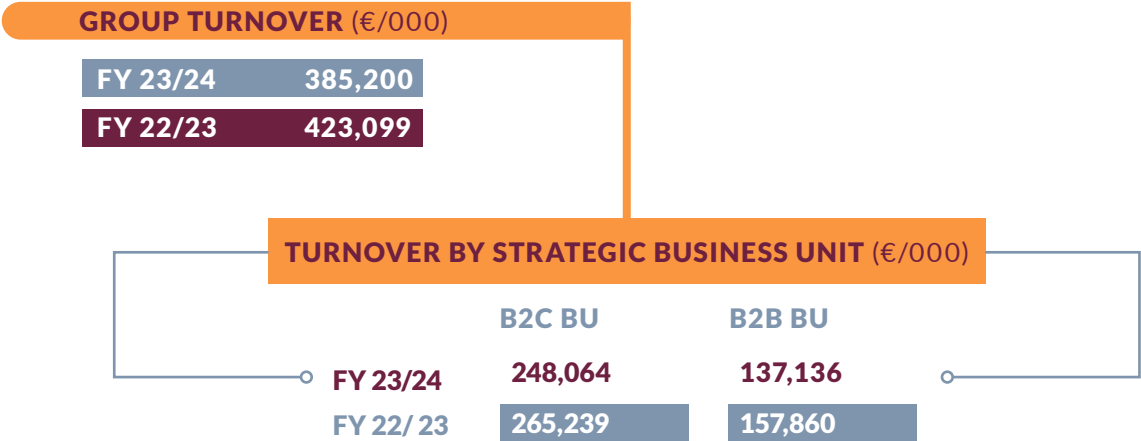 GROUP TURNOVER (€/000)
FY 23/24 385,200
FY 22/23 423,099
TURNOVER BY STRATEGIC BUSINESS UNIT (€/000)
B2C BU B2B BU
FY 23/24 248,064 137,136
FY 22/ 23 265,239 157,860